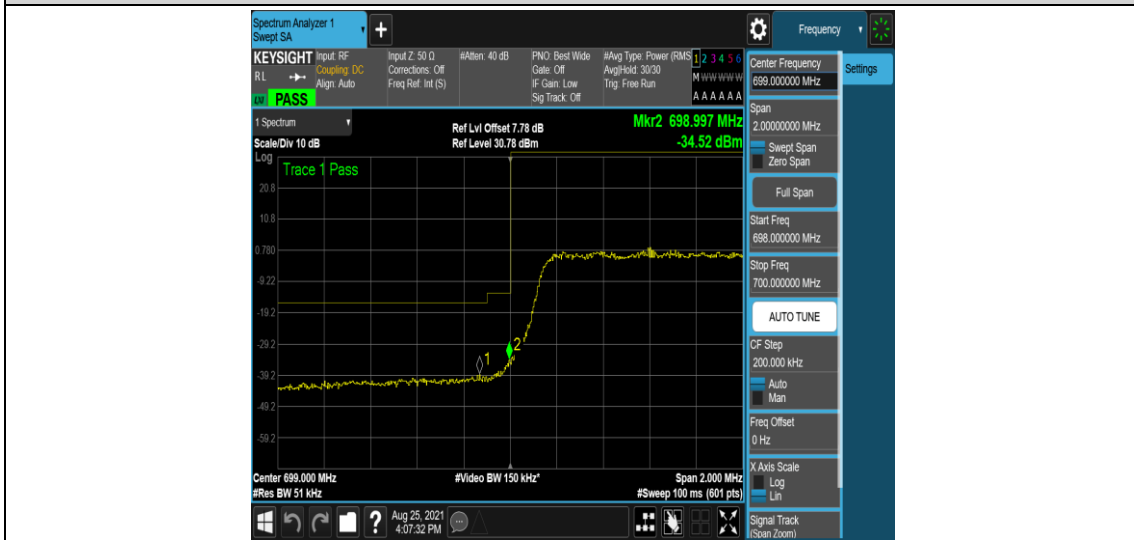 Spectrum Analyzer 1
Swept SA
+
Frequency
KEYSIGHT
RL
PASS
Input: RF
Coupling: DC
Align: Auto
Input Z: 50 Ω
Corrections: Off
Freq Ref: Int (S)
#Atten: 40 dB
PNO: Best Wide
Gate: Off
IF Gain: Low
Sig Track: Off
#Avg Type: Power (RMS
Avg|Hold: 30/30
Trig: Free Run
1 2 3 4 5 6
M W W W W W
A A A A A A
1 Spectrum
Scale/Div 10 dB
Ref Lvl Offset 7.78 dB
Ref Level 30.78 dBm
Mkr2 698.997 MHz
-34.52 dBm
Log
Trace 1 Pass
20.8
10.8
0.780
-9.22
-19.2
-29.2
-39.2
-49.2
-59.2
1
2
Center 699.000 MHz
#Res BW 51 kHz
#Video BW 150 kHz*
Span 2.000 MHz
#Sweep 100 ms (601 pts)
Center Frequency
699.000000 MHz
Settings
Span
2.00000000 MHz
Swept Span
Zero Span
Full Span
Start Freq
698.000000 MHz
Stop Freq
700.000000 MHz
AUTO TUNE
CF Step
200.000 kHz
Auto
Man
Freq Offset
0 Hz
X Axis Scale
Log
Lin
Signal Track
(Span Zoom)
?
Aug 25, 2021
4:07:32 PM